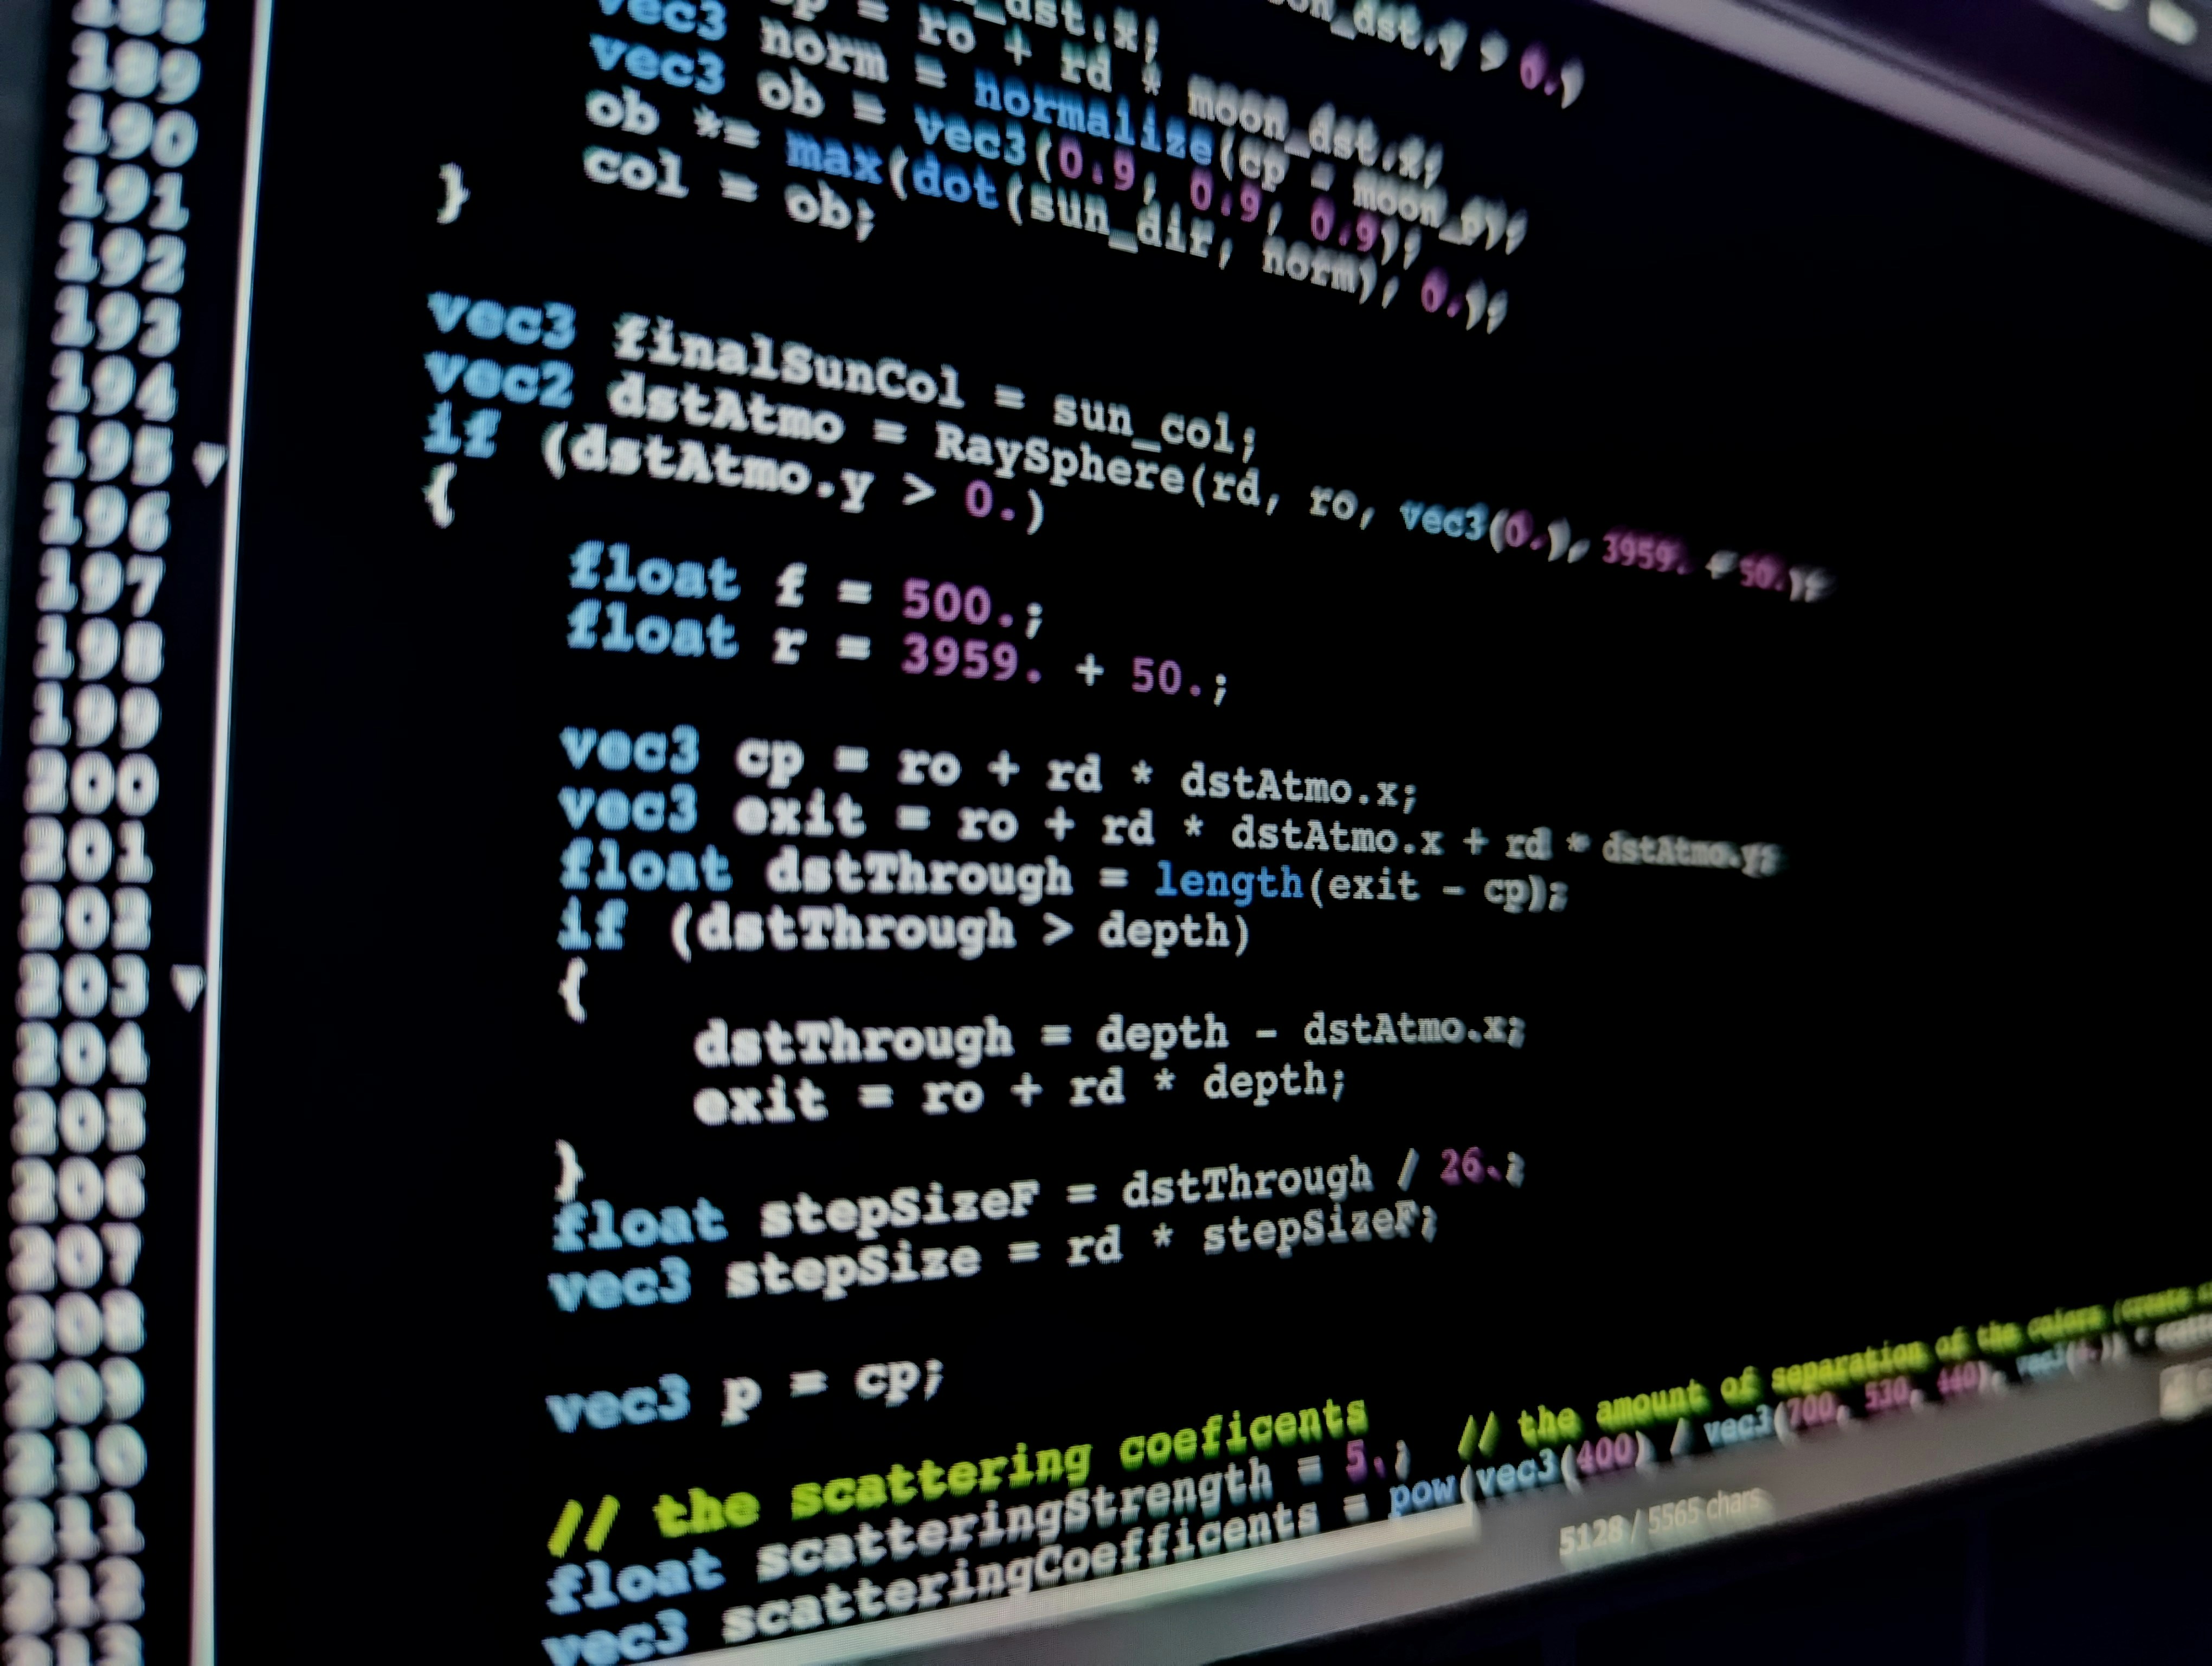 188
189
190
191
192
193
194
195
196
197
198
199
200
201
202
203
204
205
206
207
208
209
210
211
212
213
_dst.y > 0.)
_dst.x;
vec3 cp = ro + rd * moon_dst.x;
vec3 norm = normalize(cp - moon_p);
vec3 ob = vec3(0.9, 0.9, 0.9);
ob *= max(dot(sun_dir, norm), 0.);
col = ob;
}
vec3 finalSunCol = sun_col;
vec2 dstAtmo = RaySphere(rd, ro, vec3(0.), 3959. + 50.);
if (dstAtmo.y > 0.)
{
float f = 500.;
float r = 3959. + 50.;
vec3 cp = ro + rd * dstAtmo.x;
vec3 exit = ro + rd * dstAtmo.x + rd * dstAtmo.y;
float dstThrough = length(exit - cp);
if (dstThrough > depth)
{
dstThrough = depth - dstAtmo.x;
exit = ro + rd * depth;
}
float stepSizeF = dstThrough / 26.;
vec3 stepSize = rd * stepSizeF;
vec3 p = cp;
// the scattering coeficents
float scatteringStrength = 5.; // the amount of separation of the colors (create
vec3 scatteringCoefficents = pow(vec3(400) / vec3(700, 530, 440), vec3(4.)) *
5128 / 5565 chars